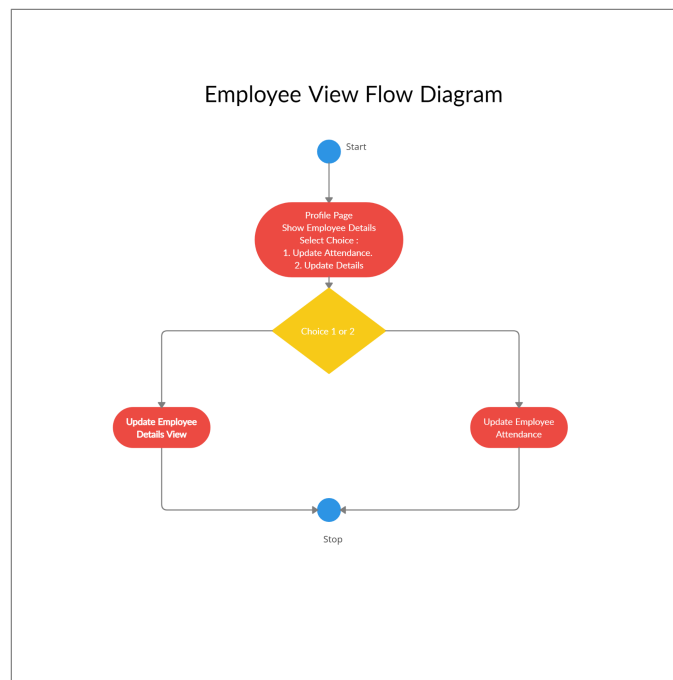 Employee View Flow Diagram
Start
Profile Page
Show Employee Details
Select Choice :
1. Update Attendance.
2. Update Details
Choice 1 or 2
Update Employee
Details View
Update Employee
Attendance
Stop